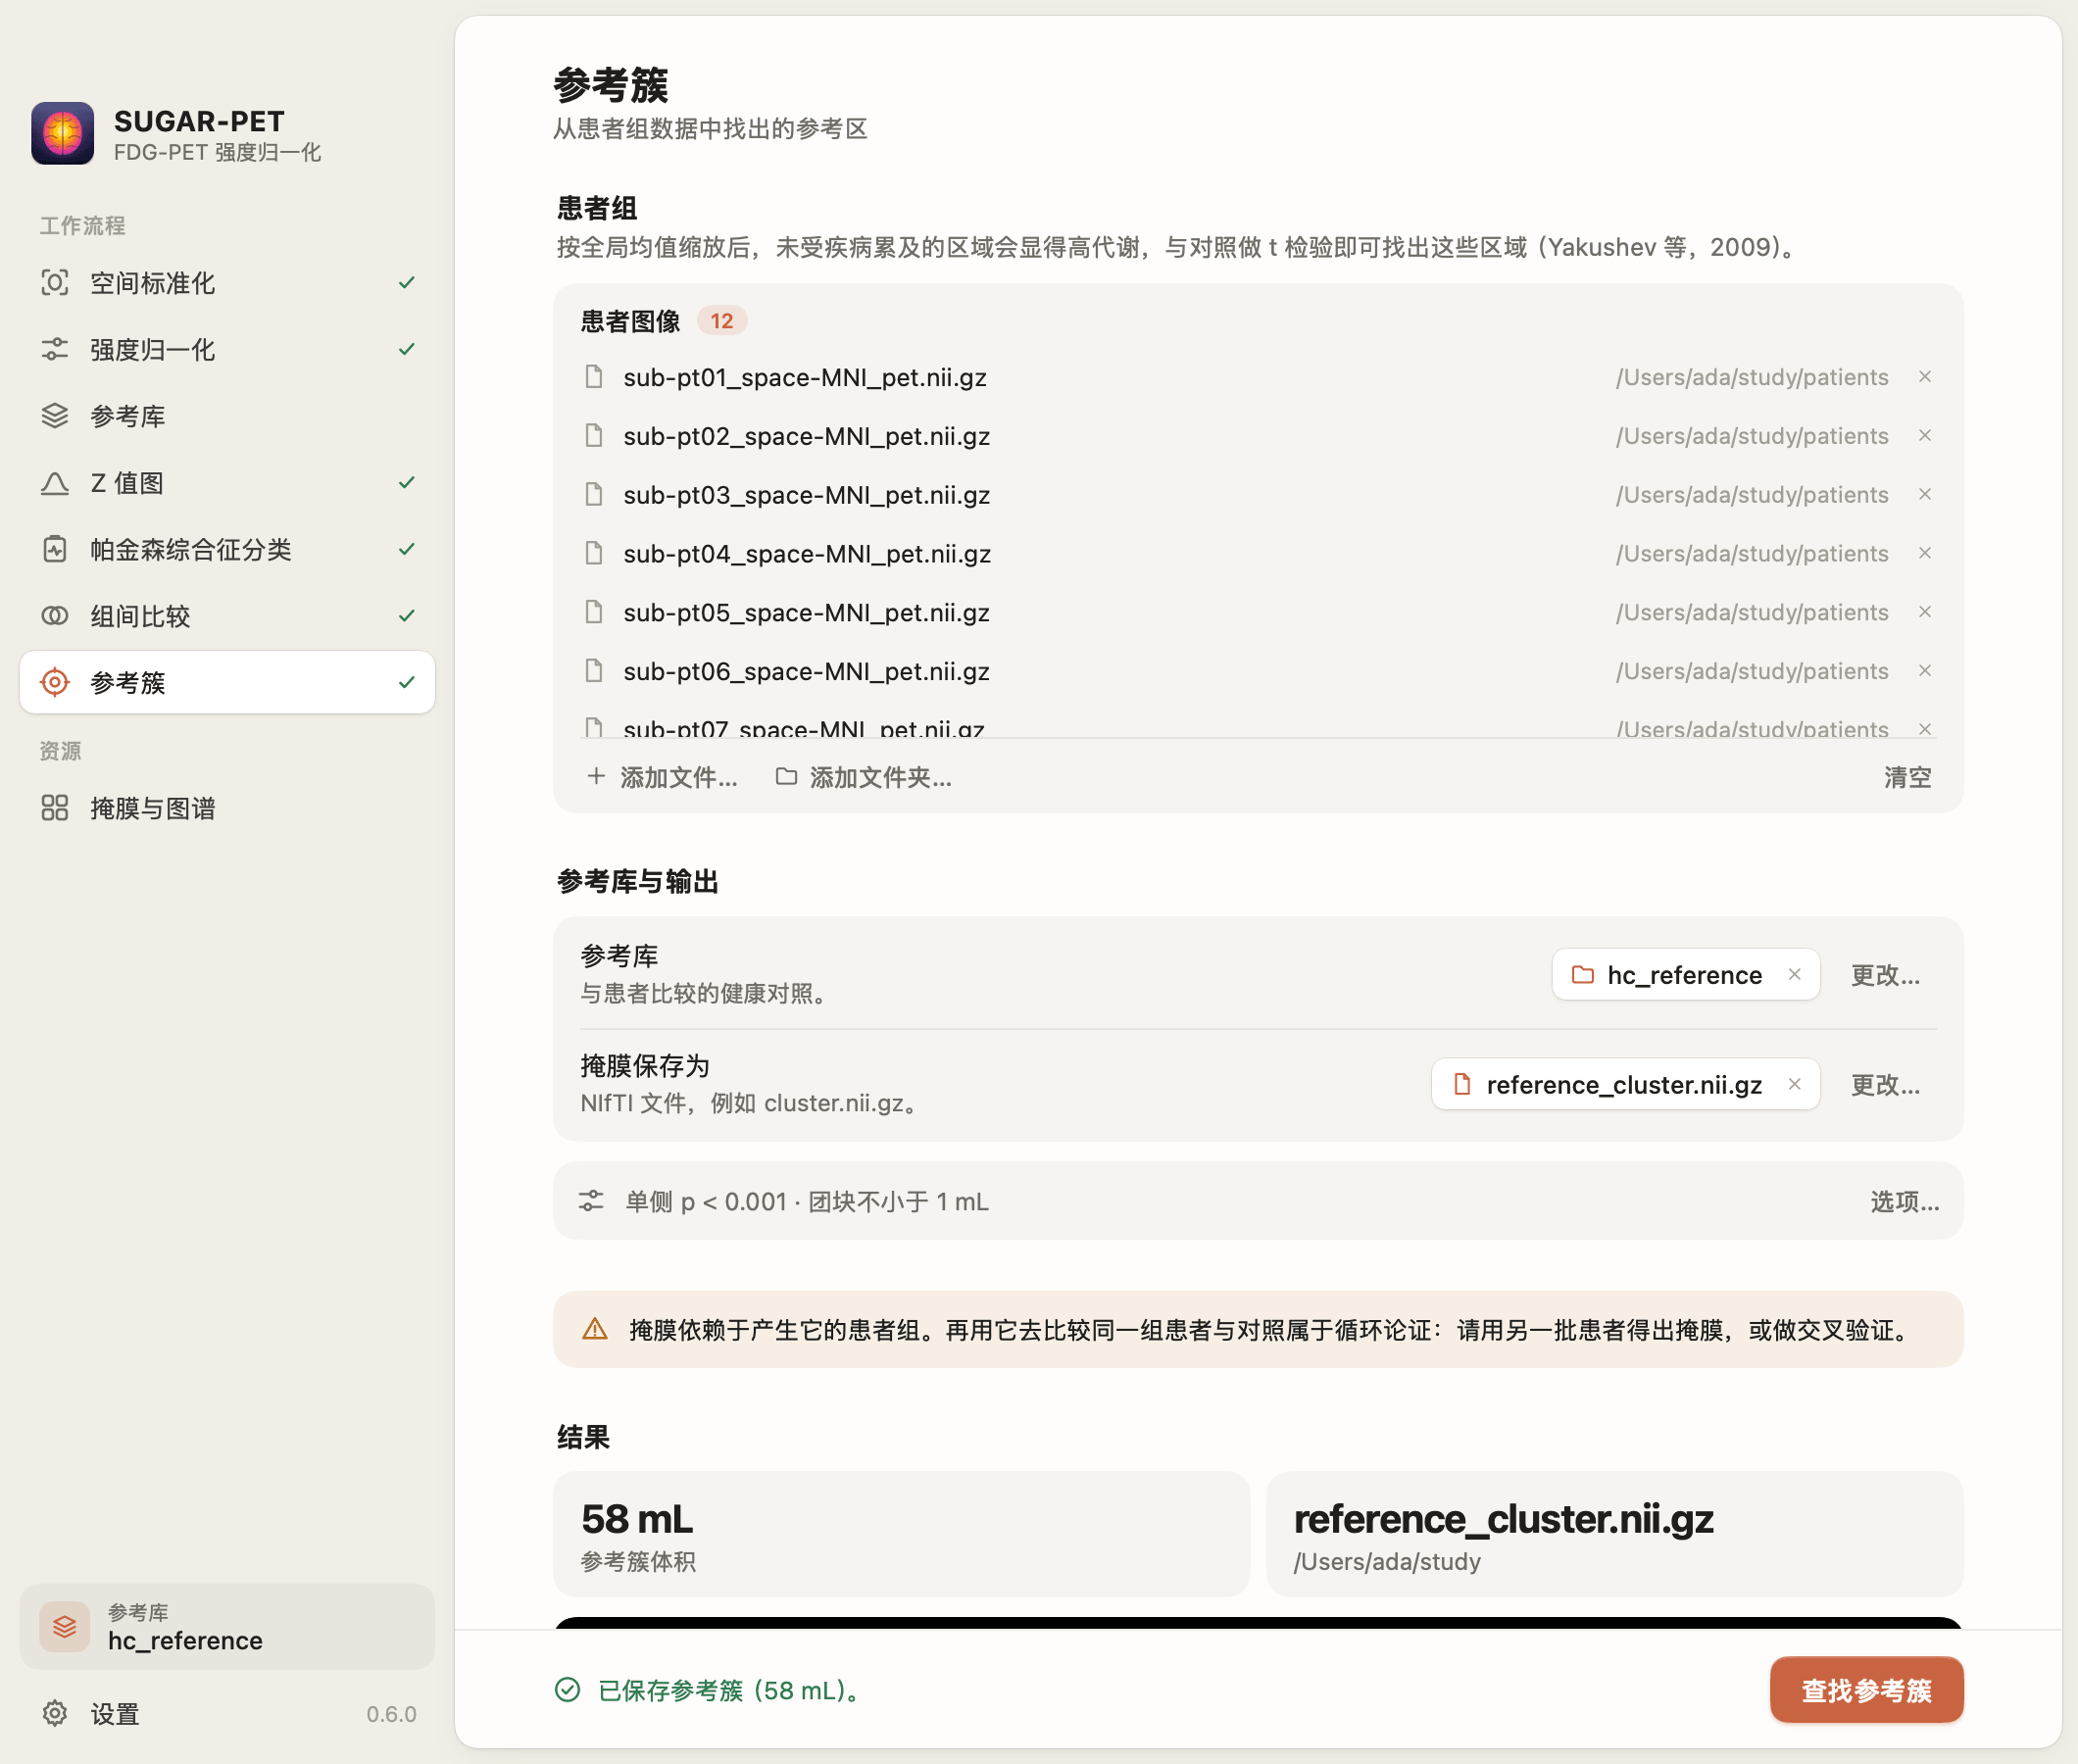 SUGAR-PET
FDG-PET 强度归一化
工作流程
空间标准化
强度归一化
参考库
Z 值图
帕金森综合征分类
组间比较
参考簇
资源
掩膜与图谱
参考库
hc_reference
设置
0.6.0
参考簇
从患者组数据中找出的参考区
患者组
按全局均值缩放后，未受疾病累及的区域会显得高代谢，与对照做 t 检验即可找出这些区域（Yakushev 等，2009）。
患者图像 12
sub-pt01_space-MNI_pet.nii.gz /Users/ada/study/patients
sub-pt02_space-MNI_pet.nii.gz /Users/ada/study/patients
sub-pt03_space-MNI_pet.nii.gz /Users/ada/study/patients
sub-pt04_space-MNI_pet.nii.gz /Users/ada/study/patients
sub-pt05_space-MNI_pet.nii.gz /Users/ada/study/patients
sub-pt06_space-MNI_pet.nii.gz /Users/ada/study/patients
sub-pt07_space-MNI_pet.nii.gz /Users/ada/study/patients
添加文件... 添加文件夹... 清空
参考库与输出
参考库
与患者比较的健康对照。
hc_reference 更改...
掩膜保存为
NIfTI 文件，例如 cluster.nii.gz。
reference_cluster.nii.gz 更改...
单侧 p < 0.001 · 团块不小于 1 mL 选项...
掩膜依赖于产生它的患者组。再用它去比较同一组患者与对照属于循环论证：请用另一批患者得出掩膜，或做交叉验证。
结果
58 mL
参考簇体积
reference_cluster.nii.gz
/Users/ada/study
已保存参考簇（58 mL）。
查找参考簇